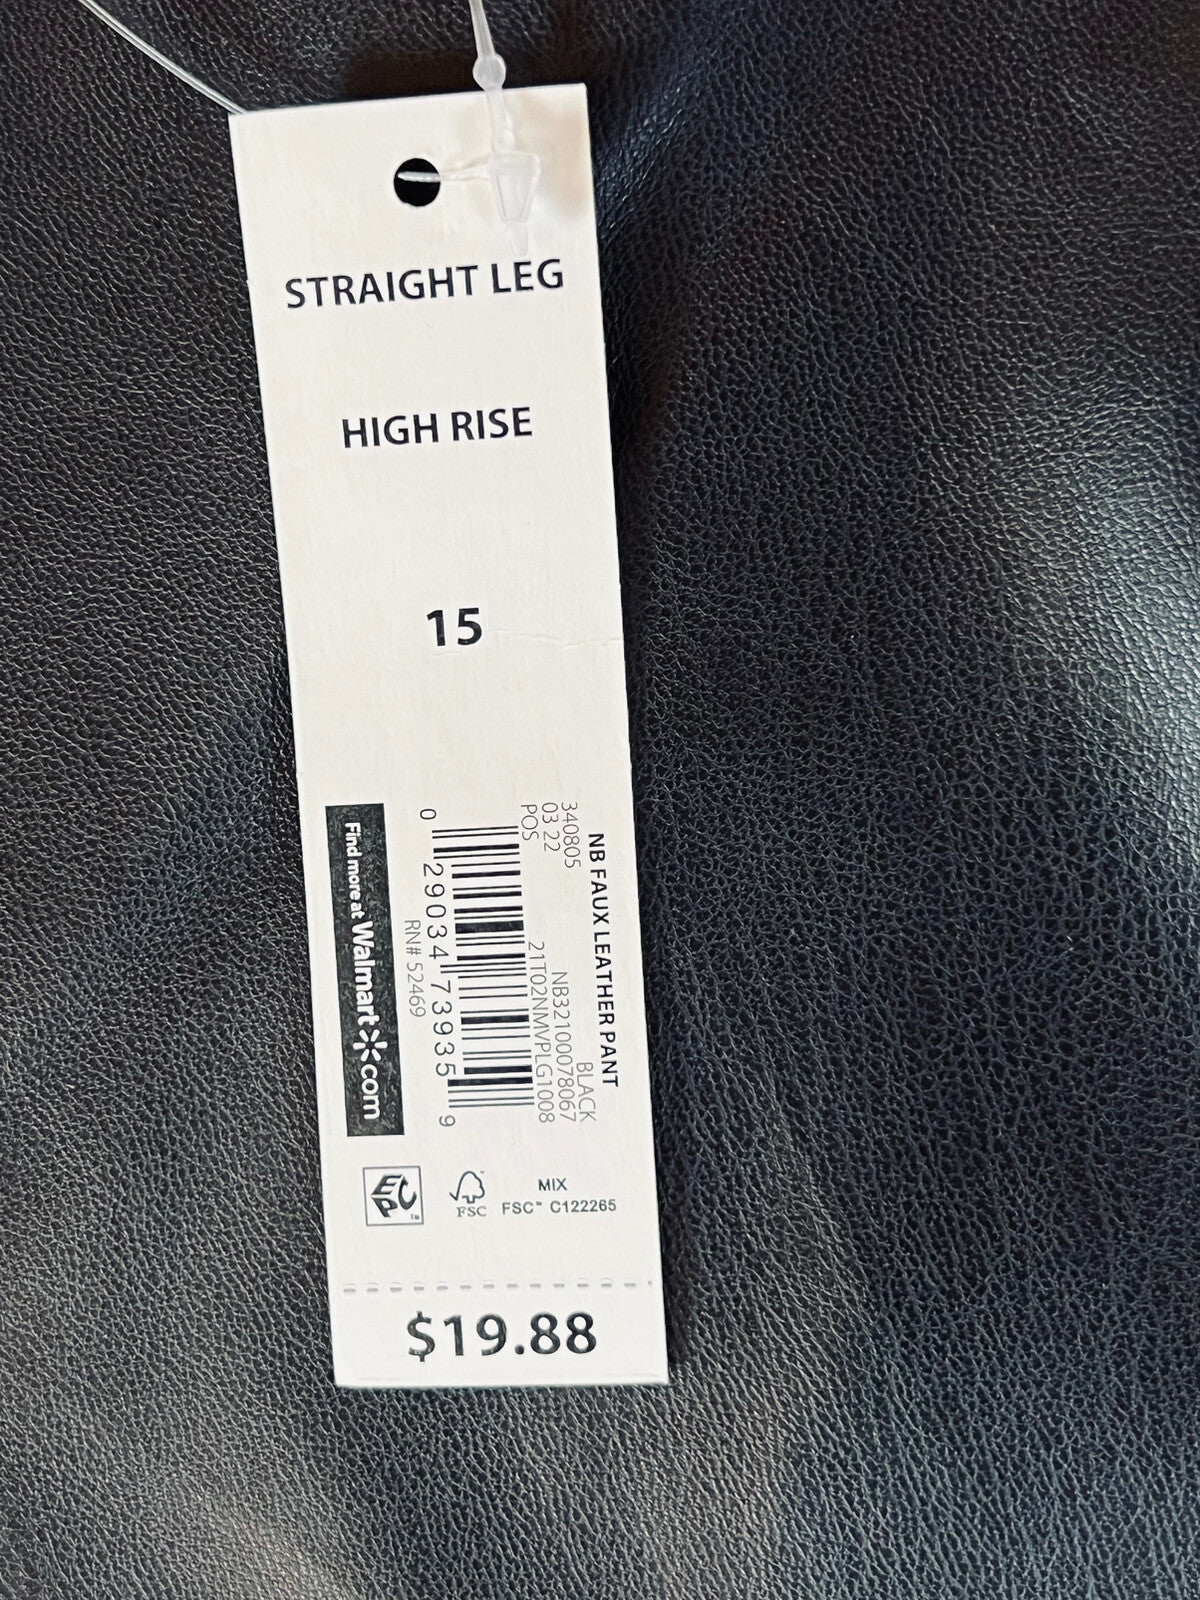 STRAIGHT LEG
HIGH RISE
15
NB FAUX LEATHER PANT
BLACK
340805 NB32100078067
03 22 21T02NMVPLG1008
POS
0 29034 73935 9
RN# 52469
Find more at Walmart.com
EPC
FSC
MIX
FSC™ C122265
$19.88